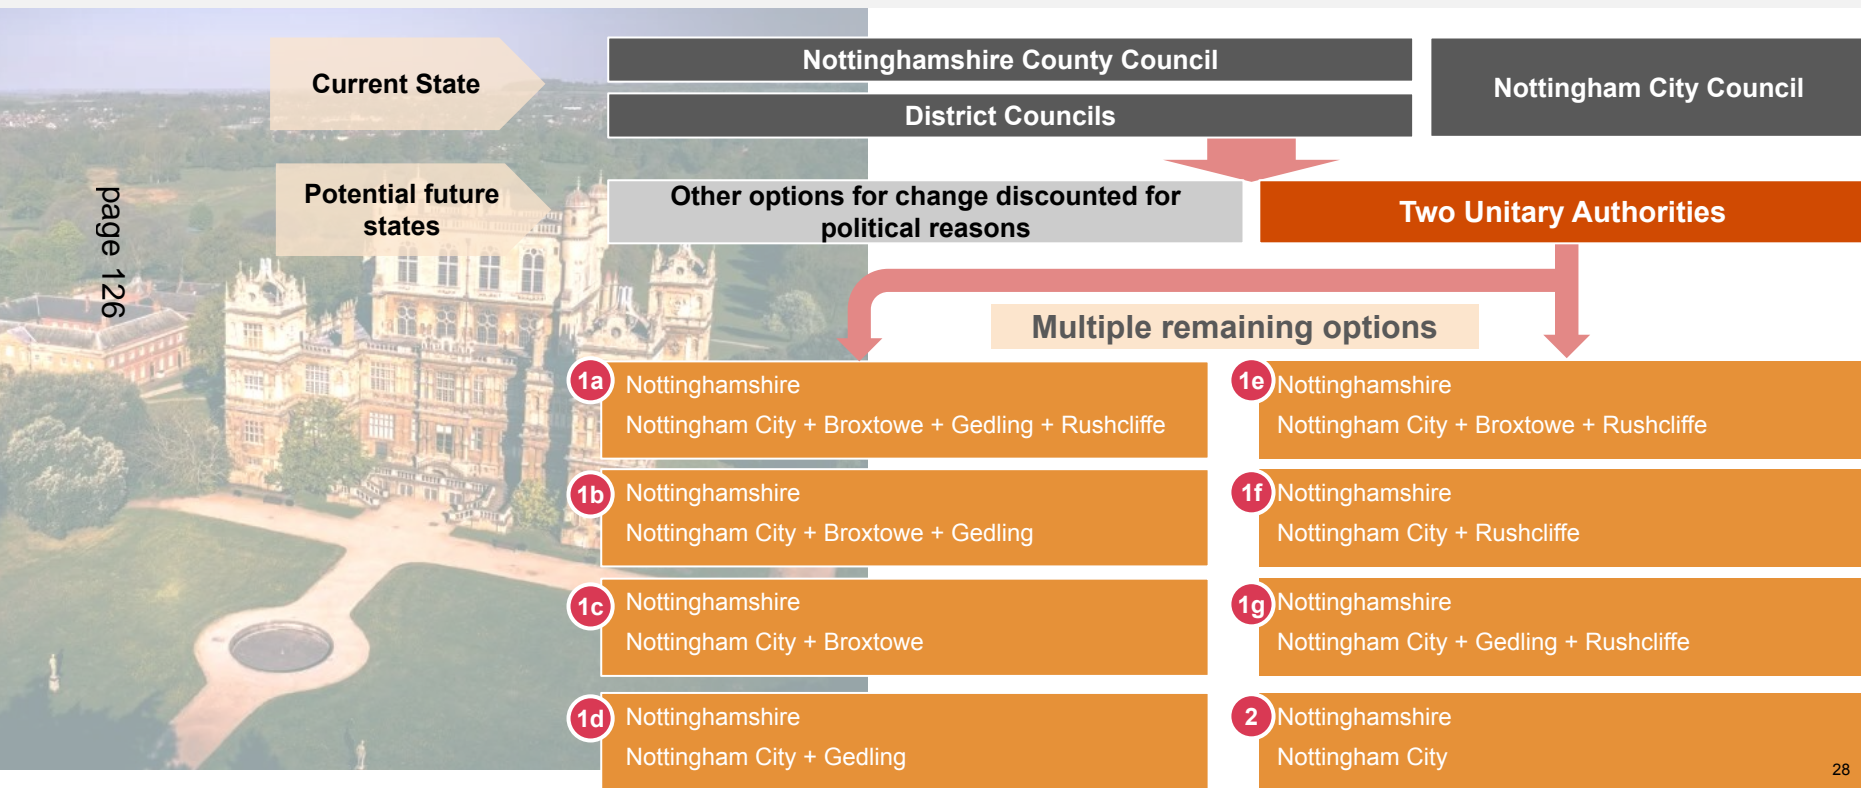 Current State
Nottinghamshire County Council
District Councils
Nottingham City Council
Potential future
states
Other options for change discounted for
political reasons
Two Unitary Authorities
page 126
Multiple remaining options
1a
Nottinghamshire
Nottingham City + Broxtowe + Gedling + Rushcliffe
1b
Nottinghamshire
Nottingham City + Broxtowe + Gedling
1c
Nottinghamshire
Nottingham City + Broxtowe
1d
Nottinghamshire
Nottingham City + Gedling
1e
Nottinghamshire
Nottingham City + Broxtowe + Rushcliffe
1f
Nottinghamshire
Nottingham City + Rushcliffe
1g
Nottinghamshire
Nottingham City + Gedling + Rushcliffe
2
Nottinghamshire
Nottingham City
28